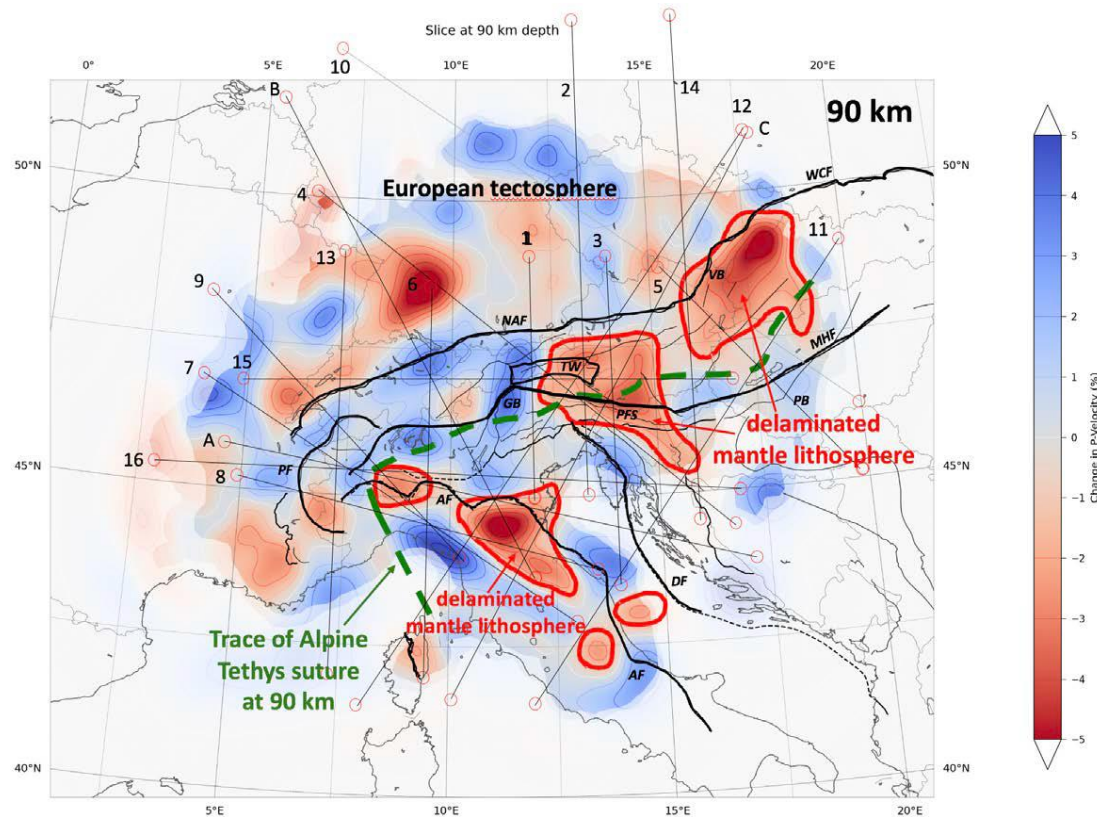 Slice at 90 km depth
0°
5°E
10°E
15°E
20°E
10
B
2
14
12
C
90 km
50°N
50°N
4
European tectosphere
WCF
11
1
3
13
9
6
5
VB
NAF
MHF
7
15
TW
GB
PFS
PB
A
delaminated
mantle lithosphere
16
8
PF
45°N
45°N
AF
DF
delaminated
mantle lithosphere
Trace of Alpine
Tethys suture
at 90 km
AF
40°N
40°N
5°E
10°E
15°E
20°E
5
4
3
2
1
0
−1
−2
−3
−4
−5
Change in P-Velocity (%)